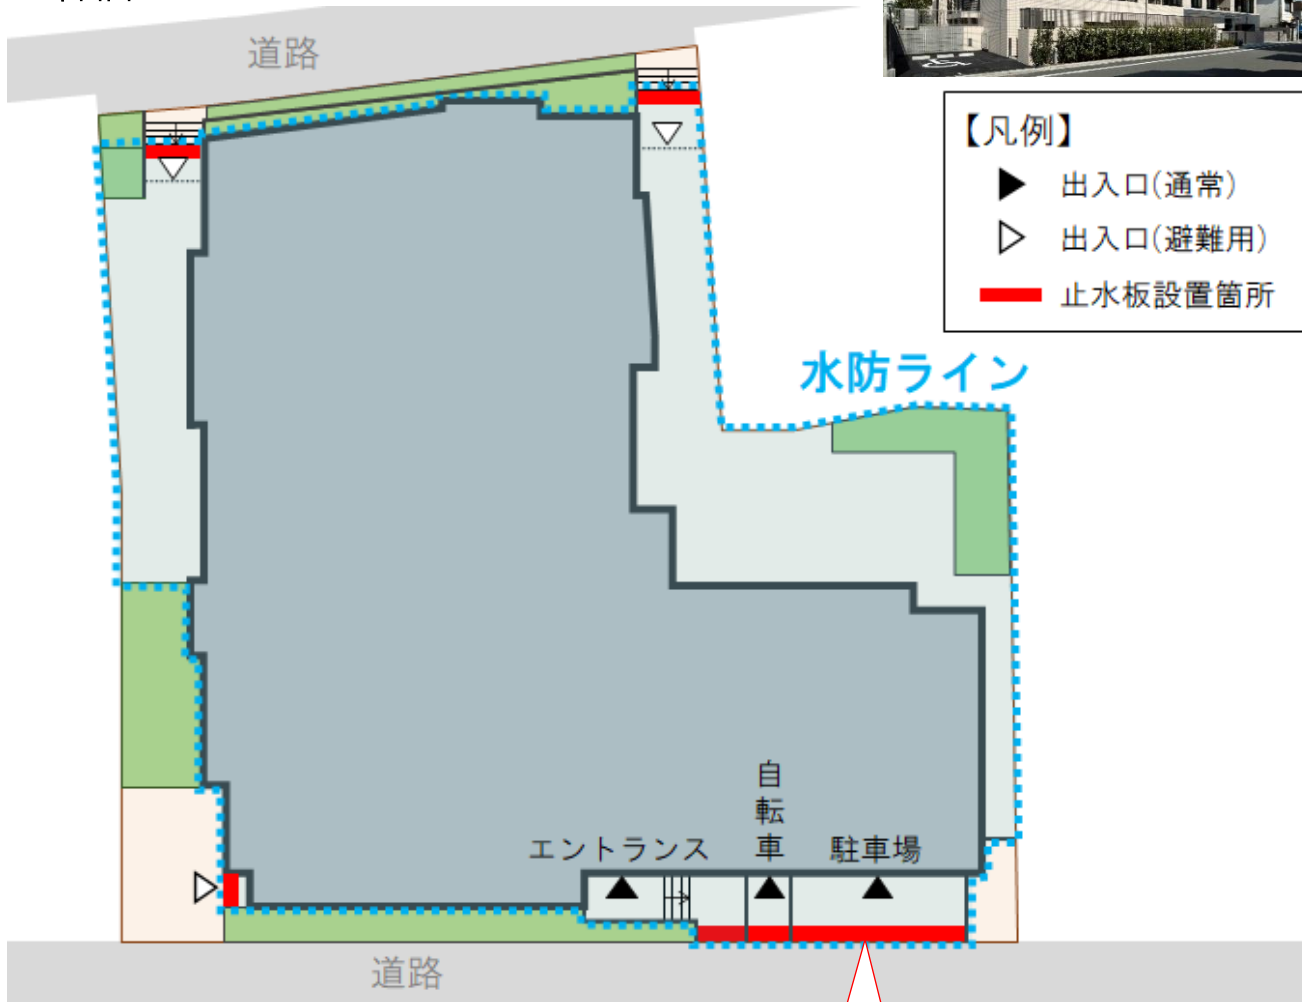 道路
【凡例】
出入口(通常)
出入口(避難用)
止水板設置箇所
水防ライン
自転車
エントランス
駐車場
道路